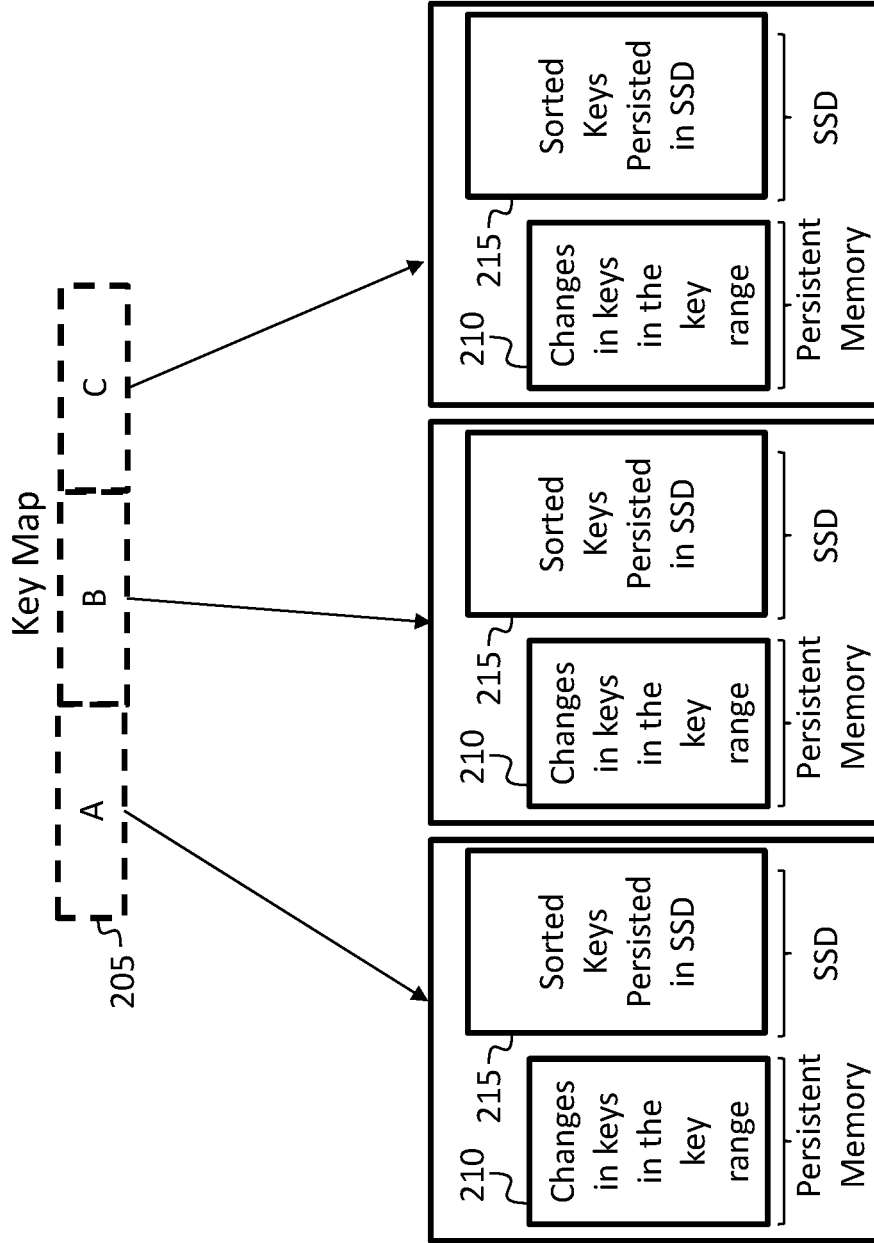 Key Map
A B C
205
210
Changes
in keys
in the
key
range
Persistent
Memory
215
Sorted
Keys
Persisted
in SSD
SSD
210
Changes
in keys
in the
key
range
Persistent
Memory
215
Sorted
Keys
Persisted
in SSD
SSD
210
Changes
in keys
in the
key
range
Persistent
Memory
215
Sorted
Keys
Persisted
in SSD
SSD